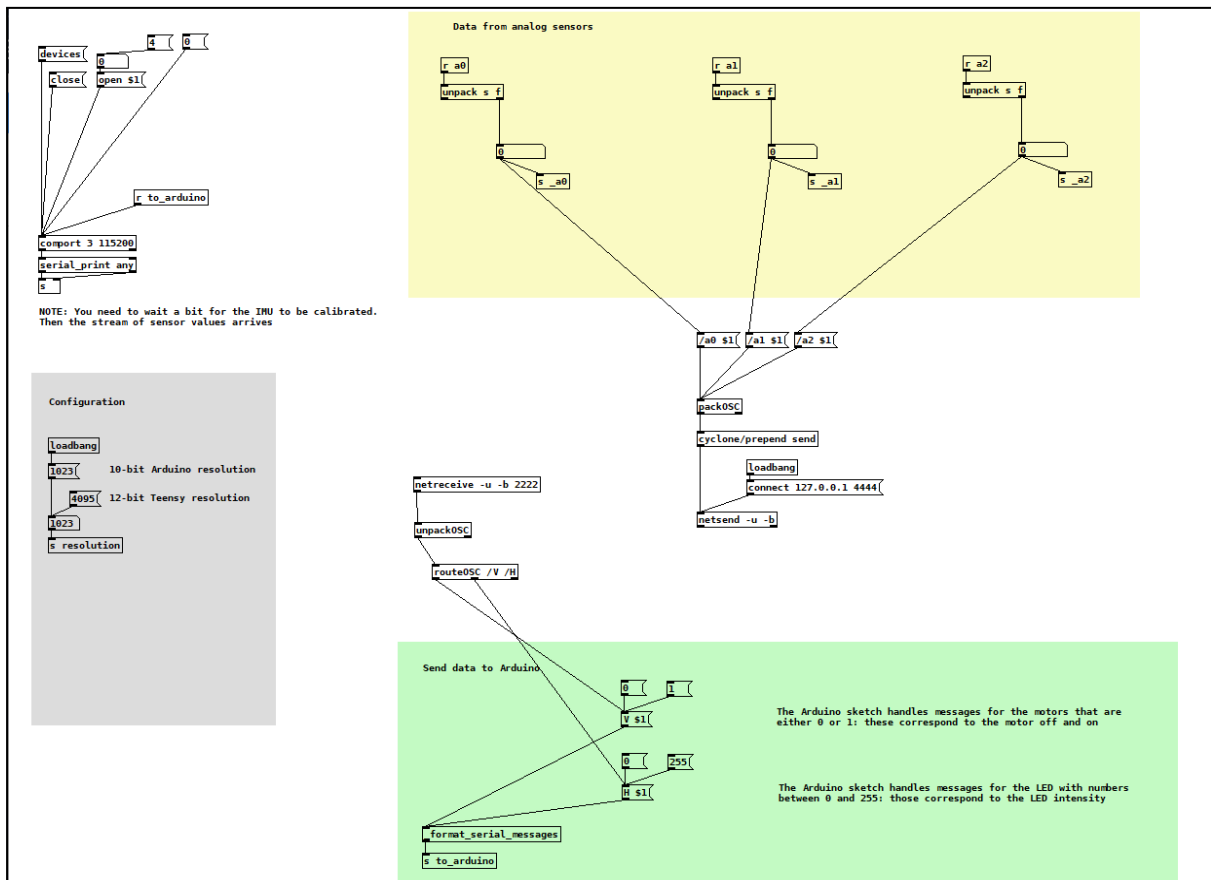 devices
4
0
0
close
open $1
r to_arduino
comport 3 115200
serial_print any
s
NOTE: You need to wait a bit for the IMU to be calibrated.
Then the stream of sensor values arrives
Configuration
loadbang
1023
10-bit Arduino resolution
4095
12-bit Teensy resolution
1023
s resolution
Data from analog sensors
r a0
unpack s f
0
s _a0
r a1
unpack s f
0
s _a1
r a2
unpack s f
0
s _a2
/a0 $1
/a1 $1
/a2 $1
packOSC
cyclone/prepend send
loadbang
connect 127.0.0.1 4444
netsend -u -b
netreceive -u -b 2222
unpackOSC
routeOSC /V /H
Send data to Arduino
0
1
V $1
The Arduino sketch handles messages for the motors that are
either 0 or 1: these correspond to the motor off and on
0
255
H $1
The Arduino sketch handles messages for the LED with numbers
between 0 and 255: those correspond to the LED intensity
format_serial_messages
s to_arduino